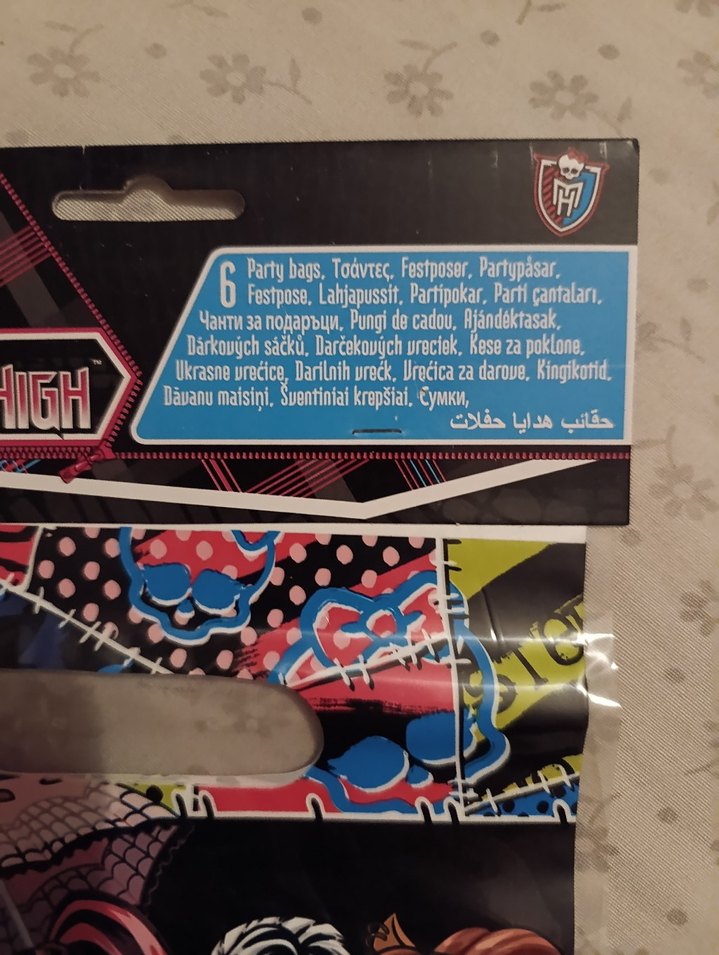 6 Party bags, Τσάντες, Festposer, Partypåsar,
Festpose, Lahjapussit, Partipokar, Parti çantaları,
Чанти за подаръци, Pungi de cadou, Ajándéktasak,
Dárkových sáčků, Darčekových vreciek, Kese za poklone,
Ukrasne vrećice, Darilnih vrečk, Vrećica za darove, Kingikotid,
Dāvanu maisiņi, Šventiniai krepšiai, Сумки,
حقائب هدايا حفلات
HIGH™